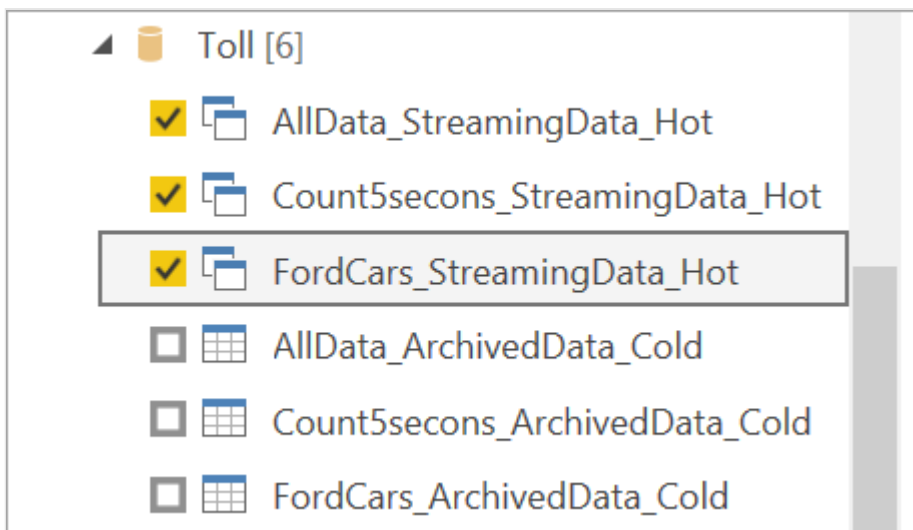 Toll [6]
AllData_StreamingData_Hot
Count5secons_StreamingData_Hot
FordCars_StreamingData_Hot
AllData_ArchivedData_Cold
Count5secons_ArchivedData_Cold
FordCars_ArchivedData_Cold